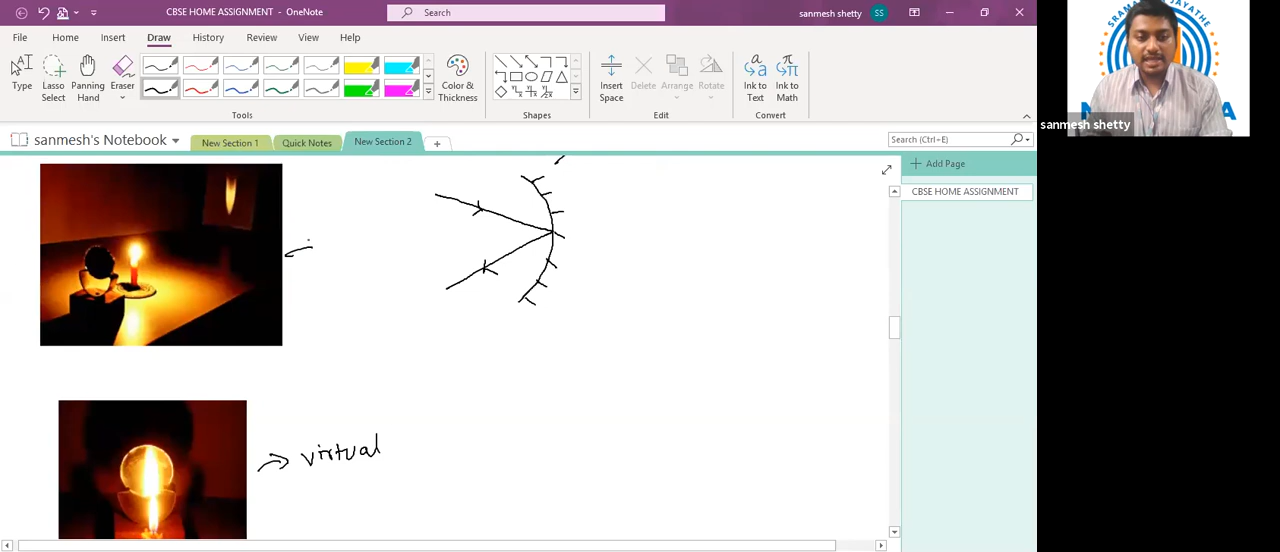 CBSE HOME ASSIGNMENT - OneNote
Search
sanmesh shetty
SS
File
Home
Insert
Draw
History
Review
View
Help
Type
Lasso
Select
Panning
Hand
Eraser
Color &
Thickness
Insert
Space
Delete
Arrange
Rotate
Ink to
Text
Ink to
Math
Tools
Shapes
Edit
Convert
sanmesh's Notebook
New Section 1
Quick Notes
New Section 2
Search (Ctrl+E)
Add Page
CBSE HOME ASSIGNMENT
virtual
sanmesh shetty